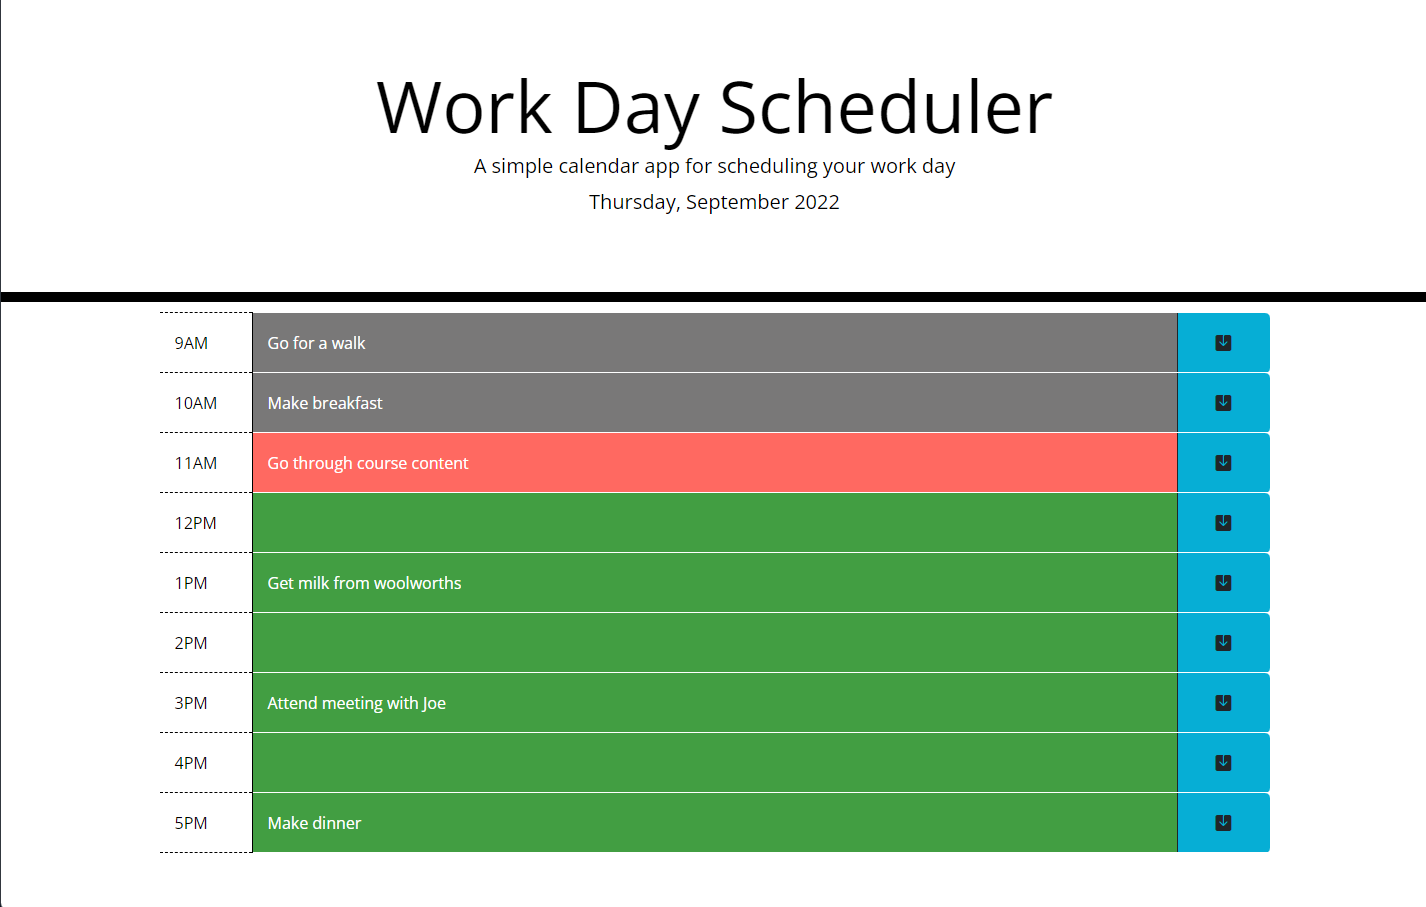 Work Day Scheduler
A simple calendar app for scheduling your work day
Thursday, September 2022
9AM Go for a walk
10AM Make breakfast
11AM Go through course content
12PM
1PM Get milk from woolworths
2PM
3PM Attend meeting with Joe
4PM
5PM Make dinner